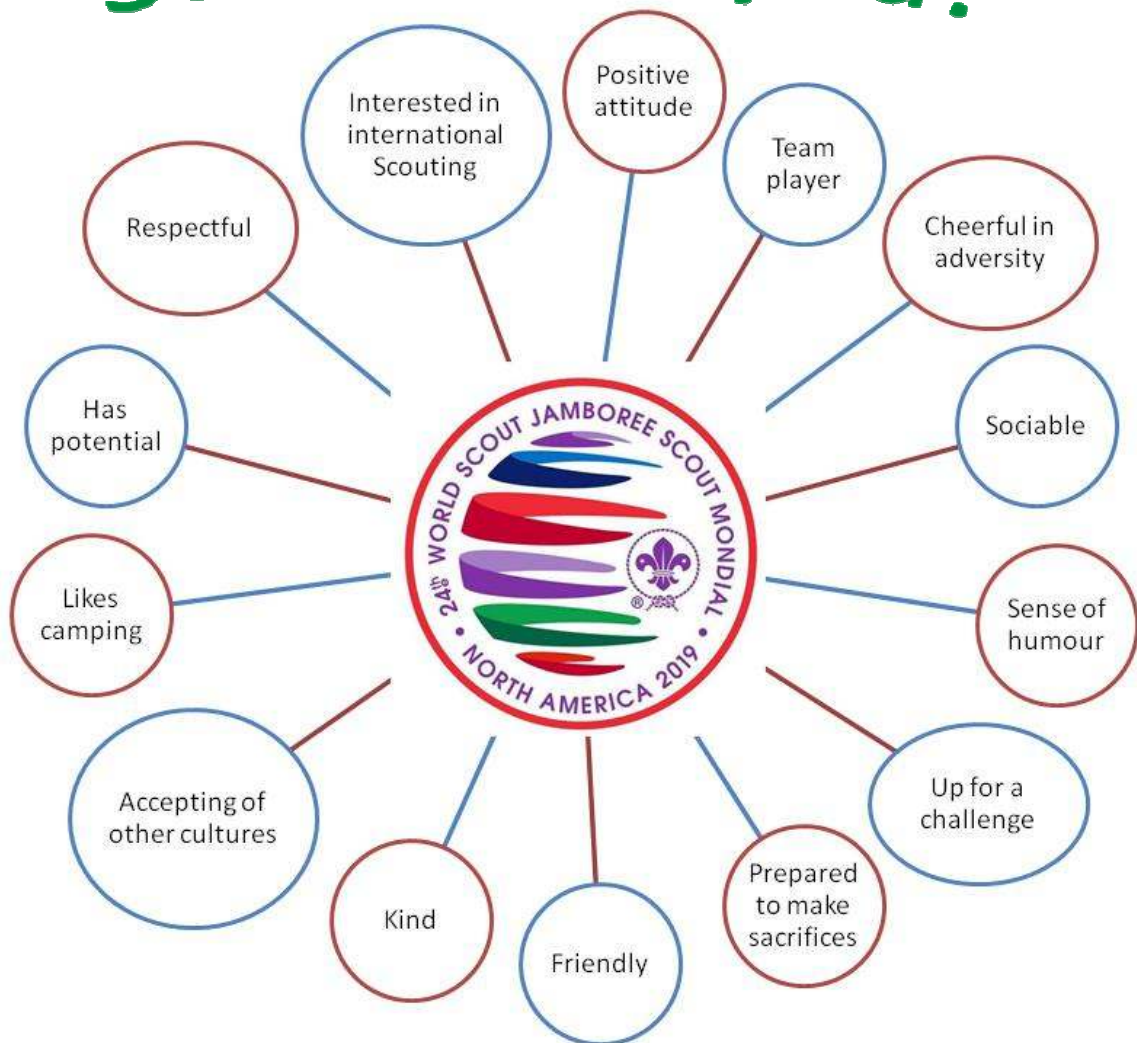 Positive
attitude
Interested in
international
Scouting
Team
player
Respectful
Cheerful in
adversity
Has
potential
Sociable
24th WORLD SCOUT JAMBOREE SCOUT MONDIAL
• NORTH AMERICA 2019 •
®
Likes
camping
Sense of
humour
Accepting of
other cultures
Up for a
challenge
Kind
Prepared
to make
sacrifices
Friendly